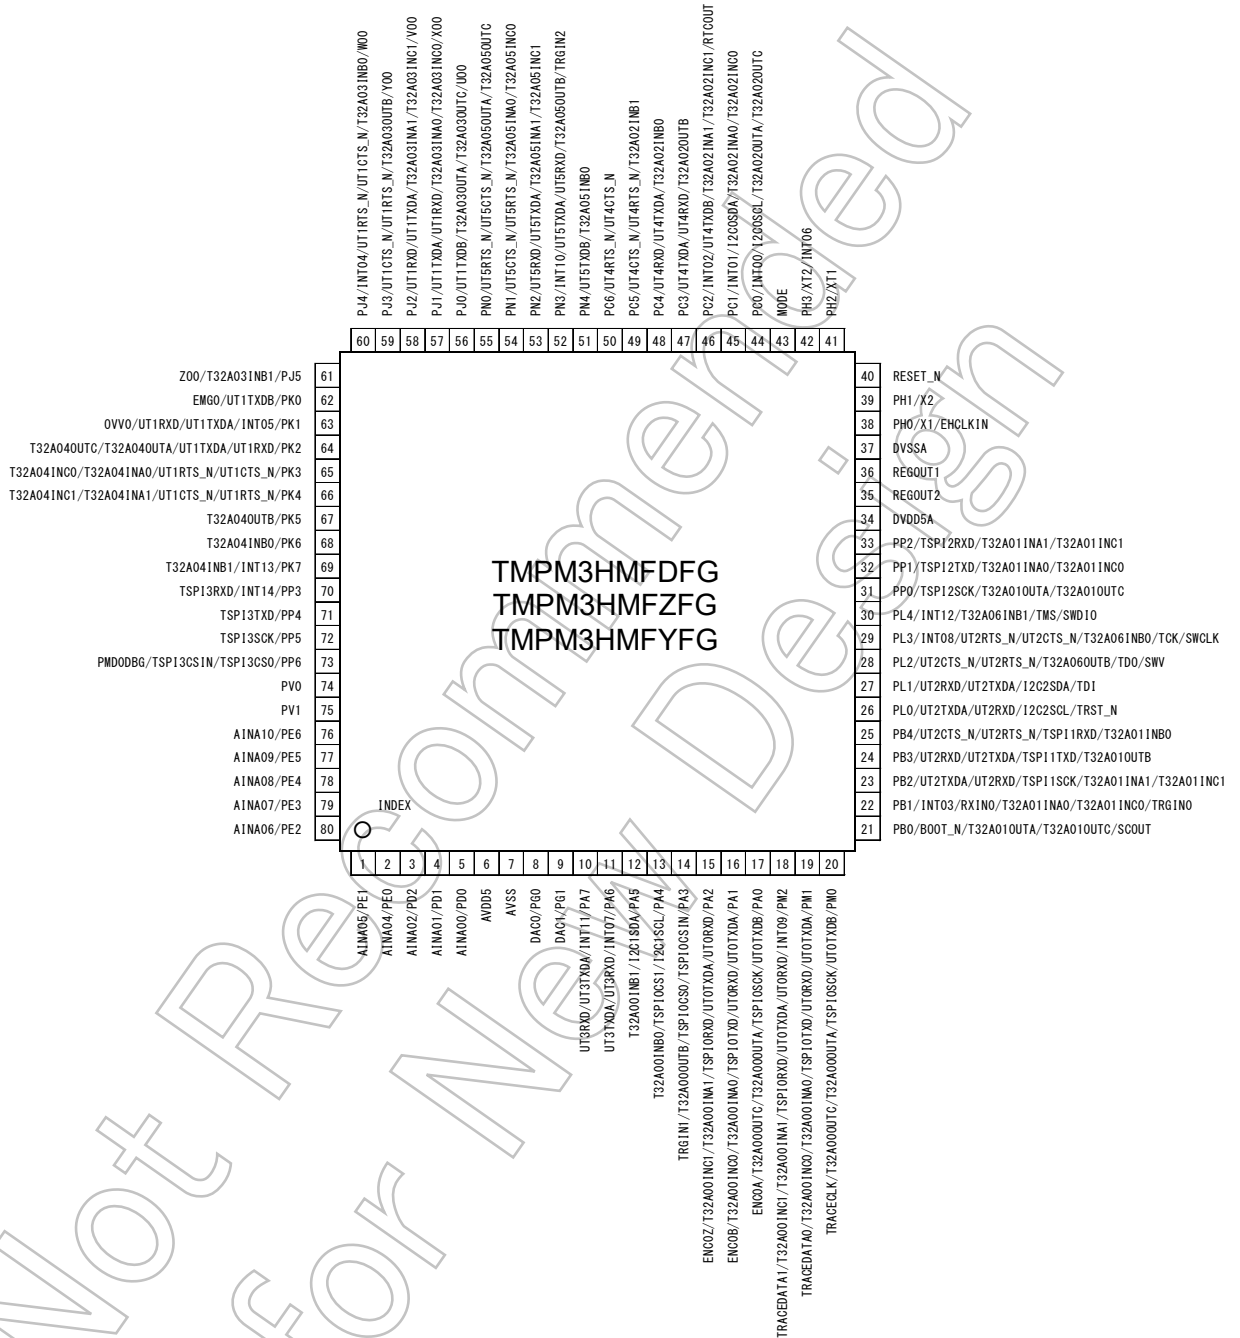 PJ4/INT04/UT1RTS_N/UT1CTS_N/T32A03INB0/WO0
PJ3/UT1CTS_N/UT1RTS_N/T32A03OUTB/YO0
PJ2/UT1RXD/UT1TXDA/T32A03INA1/T32A03INC1/VO0
PJ1/UT1TXDA/UT1RXD/T32A03INA0/T32A03INC0/XO0
PJ0/UT1TXDB/T32A03OUTA/T32A03OUTC/UO0
PN0/UT5RTS_N/UT5CTS_N/T32A05OUTA/T32A05OUTC
PN1/UT5CTS_N/UT5RTS_N/T32A05INA0/T32A05INC0
PN2/UT5RXD/UT5TXDA/T32A05INA1/T32A05INC1
PN3/INT10/UT5TXDA/UT5RXD/T32A05OUTB/TRGIN2
PN4/UT5TXDB/T32A05INB0
PC6/UT4RTS_N/UT4CTS_N
PC5/UT4CTS_N/UT4RTS_N/T32A02INB1
PC4/UT4RXD/UT4TXDA/T32A02INB0
PC3/UT4TXDA/UT4RXD/T32A02OUTB
PC2/INT02/UT4TXDB/T32A02INA1/T32A02INC1/RTCOUT
PC1/INT01/I2C0SDA/T32A02INA0/T32A02INC0
PC0/INT00/I2C0SCL/T32A02OUTA/T32A02OUTC
MODE
PH3/XT2/INT06
PH2/XT1
60 59 58 57 56 55 54 53 52 51 50 49 48 47 46 45 44 43 42 41
ZO0/T32A03INB1/PJ5 61
EMG0/UT1TXDB/PK0 62
OVV0/UT1RXD/UT1TXDA/INT05/PK1 63
T32A04OUTC/T32A04OUTA/UT1TXDA/UT1RXD/PK2 64
T32A04INC0/T32A04INA0/UT1RTS_N/UT1CTS_N/PK3 65
T32A04INC1/T32A04INA1/UT1CTS_N/UT1RTS_N/PK4 66
T32A04OUTB/PK5 67
T32A04INB0/PK6 68
T32A04INB1/INT13/PK7 69
TSPI3RXD/INT14/PP3 70
TSPI3TXD/PP4 71
TSPI3SCK/PP5 72
PMD0DBG/TSPI3CSIN/TSPI3CS0/PP6 73
PV0 74
PV1 75
AINA10/PE6 76
AINA09/PE5 77
AINA08/PE4 78
AINA07/PE3 79
AINA06/PE2 80
TMPM3HMFDFG
TMPM3HMFZFG
TMPM3HMFYFG
INDEX
40 RESET_N
39 PH1/X2
38 PH0/X1/EHCLKIN
37 DVSSA
36 REGOUT1
35 REGOUT2
34 DVDD5A
33 PP2/TSPI2RXD/T32A01INA1/T32A01INC1
32 PP1/TSPI2TXD/T32A01INA0/T32A01INC0
31 PP0/TSPI2SCK/T32A01OUTA/T32A01OUTC
30 PL4/INT12/T32A06INB1/TMS/SWDIO
29 PL3/INT08/UT2RTS_N/UT2CTS_N/T32A06INB0/TCK/SWCLK
28 PL2/UT2CTS_N/UT2RTS_N/T32A06OUTB/TDO/SWV
27 PL1/UT2RXD/UT2TXDA/I2C2SDA/TDI
26 PL0/UT2TXDA/UT2RXD/I2C2SCL/TRST_N
25 PB4/UT2CTS_N/UT2RTS_N/TSPI1RXD/T32A01INB0
24 PB3/UT2RXD/UT2TXDA/TSPI1TXD/T32A01OUTB
23 PB2/UT2TXDA/UT2RXD/TSPI1SCK/T32A01INA1/T32A01INC1
22 PB1/INT03/RXIN0/T32A01INA0/T32A01INC0/TRGIN0
21 PB0/BOOT_N/T32A01OUTA/T32A01OUTC/SCOUT
1 2 3 4 5 6 7 8 9 10 11 12 13 14 15 16 17 18 19 20
AINA05/PE1
AINA04/PE0
AINA02/PD2
AINA01/PD1
AINA00/PD0
AVDD5
AVSS
DAC0/PG0
DAC1/PG1
UT3RXD/UT3TXDA/INT11/PA7
UT3TXDA/UT3RXD/INT07/PA6
T32A00INB1/I2C1SDA/PA5
T32A00INB0/TSPI0CS1/I2C1SCL/PA4
TRGIN1/T32A00OUTB/TSPI0CS0/TSPI0CSIN/PA3
ENC0Z/T32A00INC1/T32A00INA1/TSPI0RXD/UT0TXDA/UT0RXD/PA2
ENC0B/T32A00INC0/T32A00INA0/TSPI0TXD/UT0RXD/UT0TXDA/PA1
ENC0A/T32A00OUTC/T32A00OUTA/TSPI0SCK/UT0TXDB/PA0
TRACEDATA1/T32A00INC1/T32A00INA1/TSPI0RXD/UT0TXDA/UT0RXD/INT09/PM2
TRACEDATA0/T32A00INC0/T32A00INA0/TSPI0TXD/UT0RXD/UT0TXDA/PM1
TRACECLK/T32A00OUTC/T32A00OUTA/TSPI0SCK/UT0TXDB/PM0
Not Recommended
for New Design